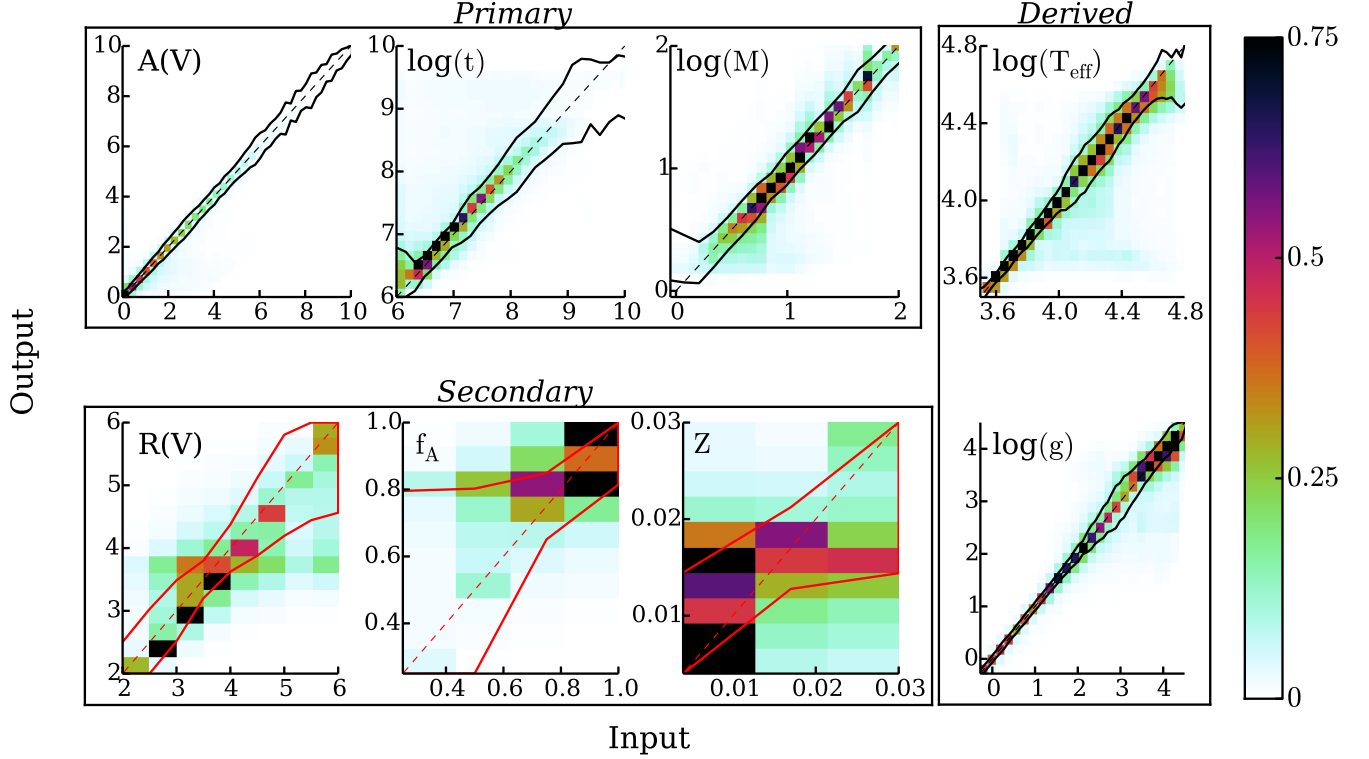 Primary
Derived
A(V)
10
8
6
4
2
0
0 2 4 6 8 10
log(t)
10
9
8
7
6
6 7 8 9 10
log(M)
2
1
0
0 1 2
log(T_eff)
4.8
4.4
4.0
3.6
3.6 4.0 4.4 4.8
0.75
0.5
0.25
0
Output
Secondary
R(V)
6
5
4
3
2
2 3 4 5 6
f_A
1.0
0.8
0.6
0.4
0.4 0.6 0.8 1.0
Z
0.03
0.02
0.01
0.01 0.02 0.03
log(g)
4
3
2
1
0
0 1 2 3 4
Input